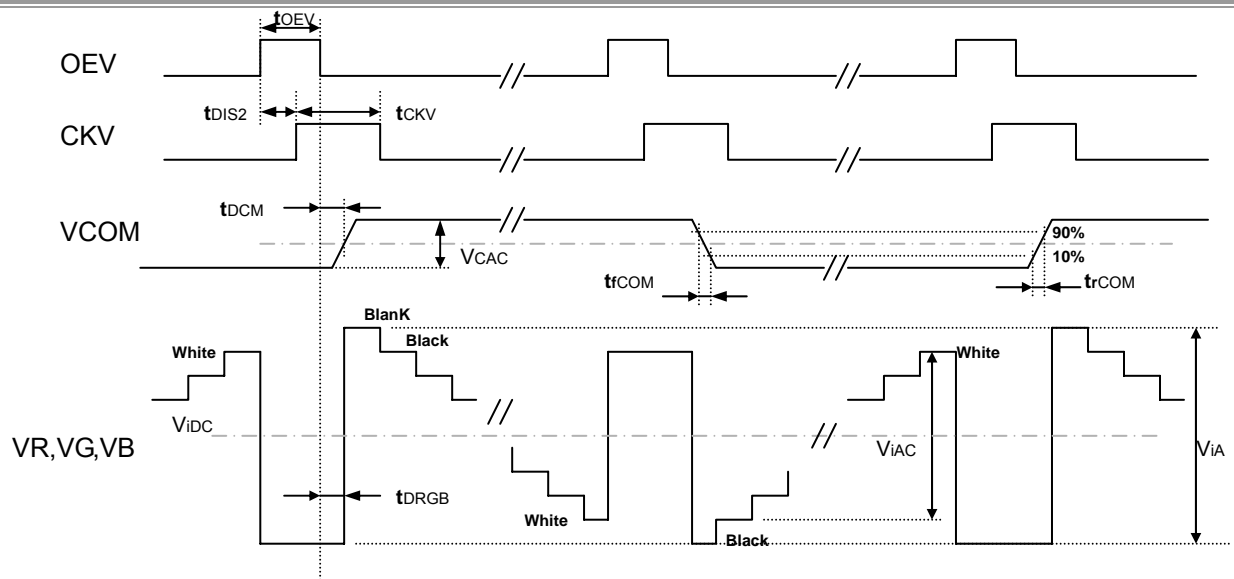 tOEV
OEV
tDIS2
tCKV
CKV
tDCM
VCOM
VCAC
90%
10%
tfCOM
trCOM
BlanK
Black
White
White
ViDC
VR,VG,VB
ViAC
ViA
tDRGB
White
Black